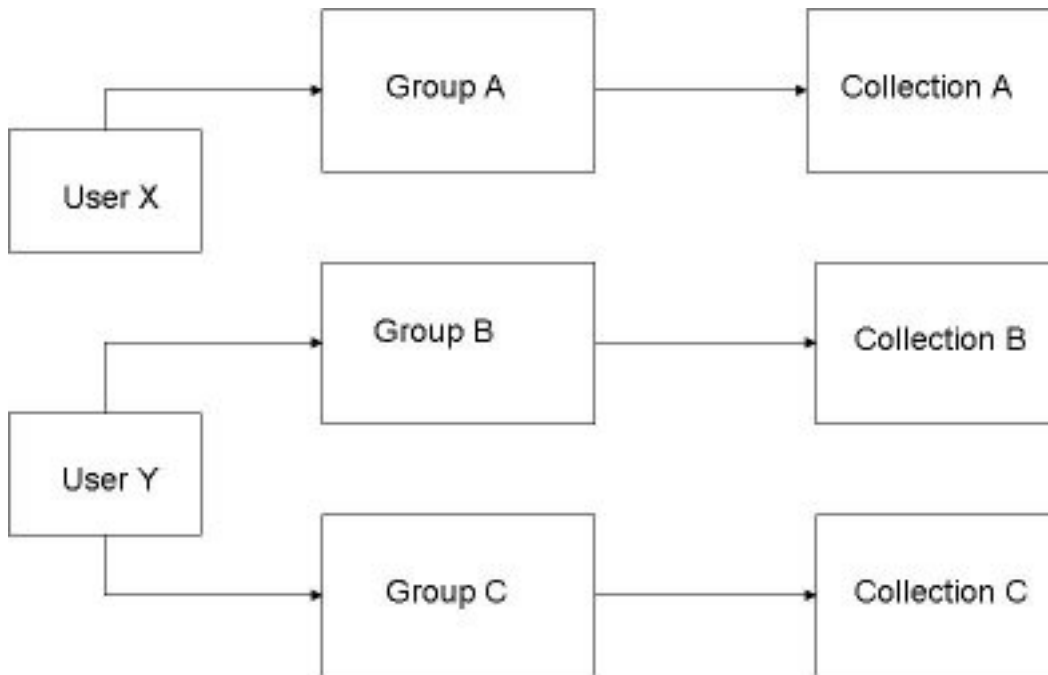 Group A
Collection A
User X
Group B
Collection B
User Y
Group C
Collection C